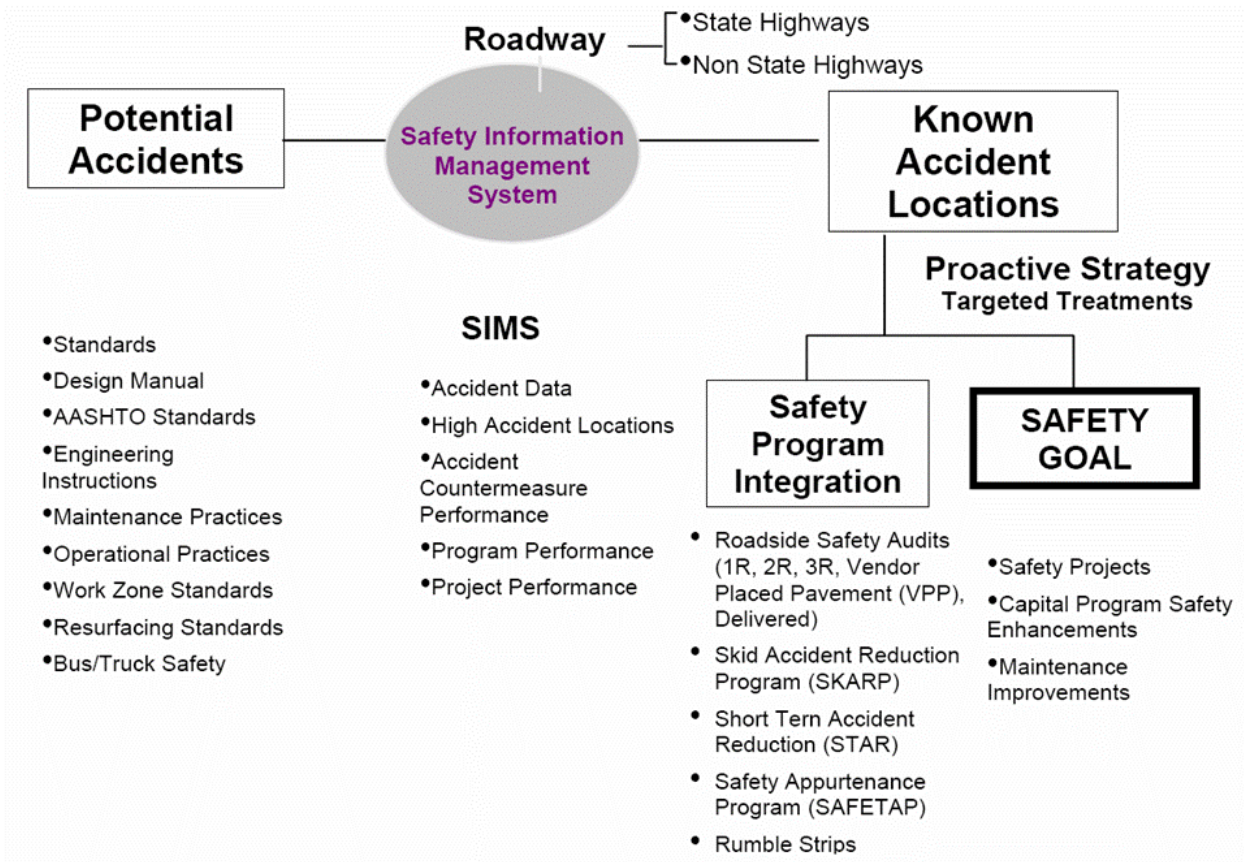 Roadway
•State Highways
•Non State Highways
Potential
Accidents
Safety Information
Management
System
Known
Accident
Locations
Proactive Strategy
Targeted Treatments
•Standards
•Design Manual
•AASHTO Standards
•Engineering
Instructions
•Maintenance Practices
•Operational Practices
•Work Zone Standards
•Resurfacing Standards
•Bus/Truck Safety
SIMS
•Accident Data
•High Accident Locations
•Accident
Countermeasure
Performance
•Program Performance
•Project Performance
Safety
Program
Integration
• Roadside Safety Audits
(1R, 2R, 3R, Vendor
Placed Pavement (VPP),
Delivered)
• Skid Accident Reduction
Program (SKARP)
• Short Tern Accident
Reduction (STAR)
• Safety Appurtenance
Program (SAFETAP)
• Rumble Strips
SAFETY
GOAL
•Safety Projects
•Capital Program Safety
Enhancements
•Maintenance
Improvements